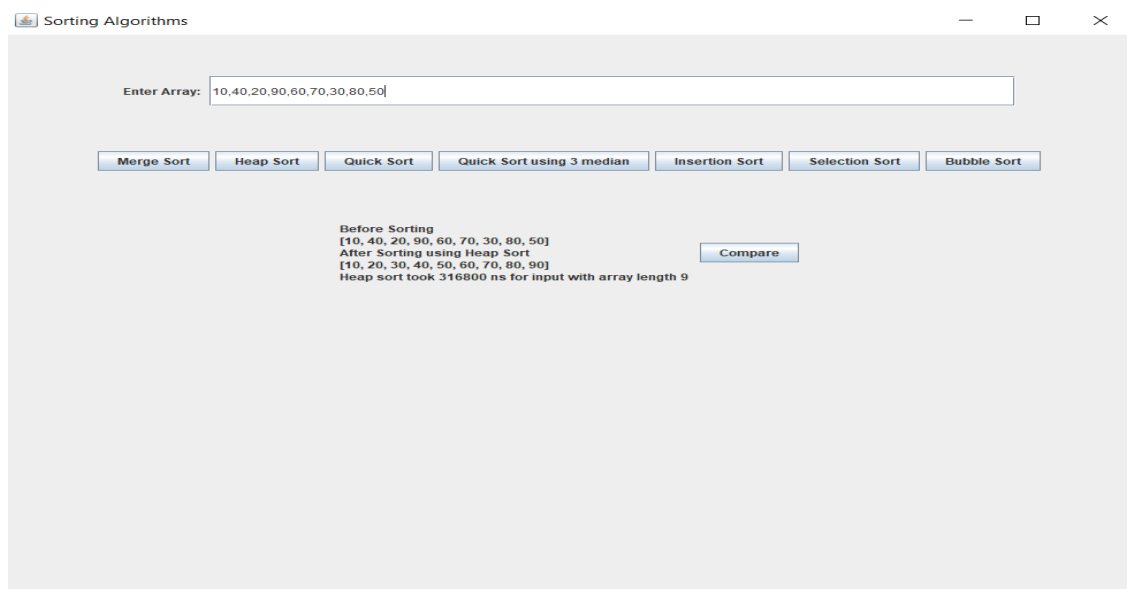 Sorting Algorithms
Enter Array: 10,40,20,90,60,70,30,80,50
Merge Sort Heap Sort Quick Sort Quick Sort using 3 median Insertion Sort Selection Sort Bubble Sort
Before Sorting
[10, 40, 20, 90, 60, 70, 30, 80, 50]
After Sorting using Heap Sort
[10, 20, 30, 40, 50, 60, 70, 80, 90]
Heap sort took 316800 ns for input with array length 9
Compare